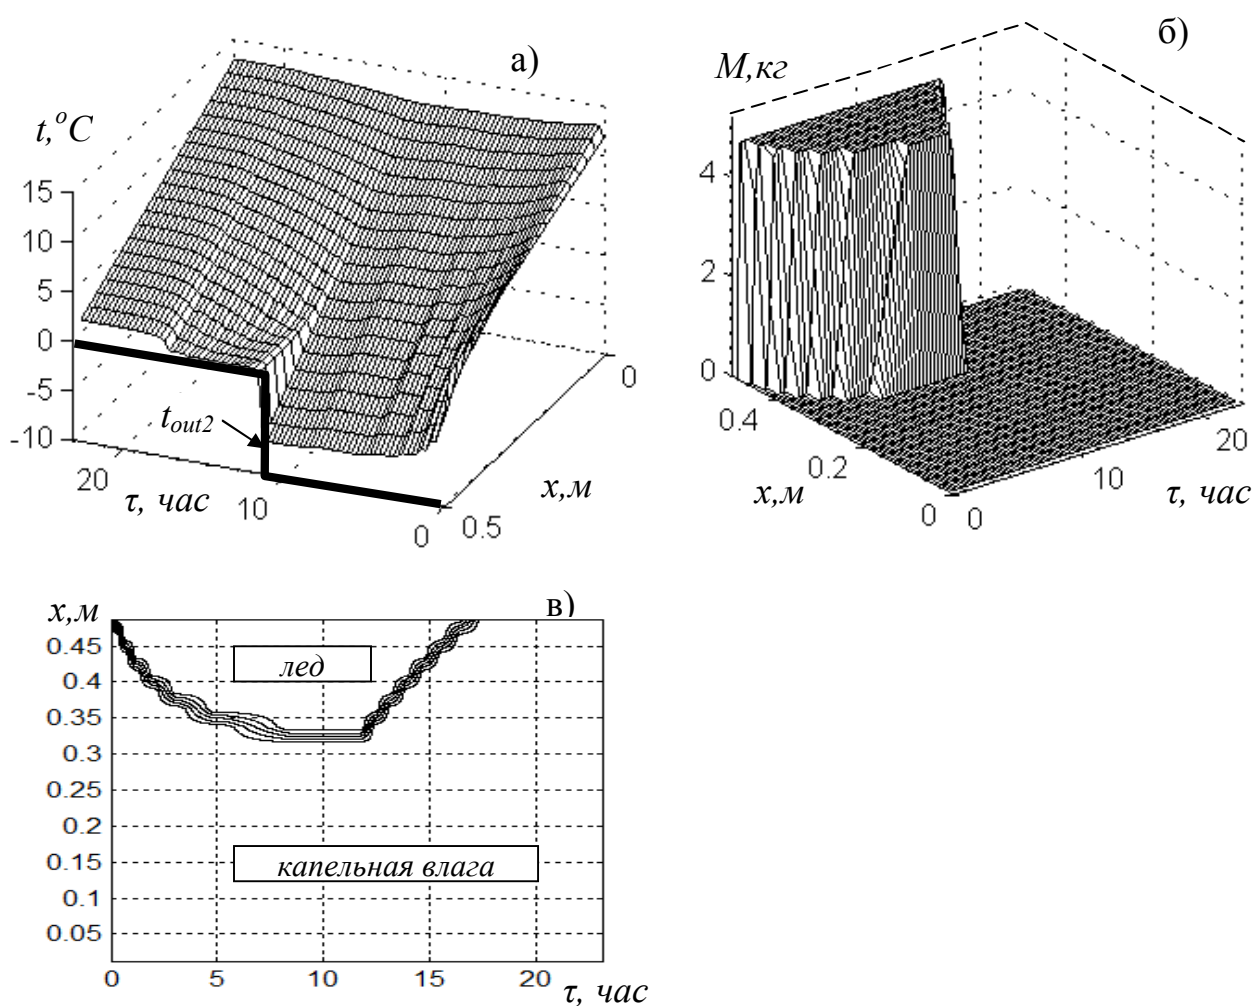 а)
t,°C
15
10
5
0
-5
-10
t_out2
20
10
0
τ, час
0.5
0
x,м
б)
M,кг
4
2
0
0.4
0.2
0
x,м
0
10
20
τ, час
в)
x,м
0.45
0.4
0.35
0.3
0.25
0.2
0.15
0.1
0.05
лед
капельная влага
0 5 10 15 20
τ, час